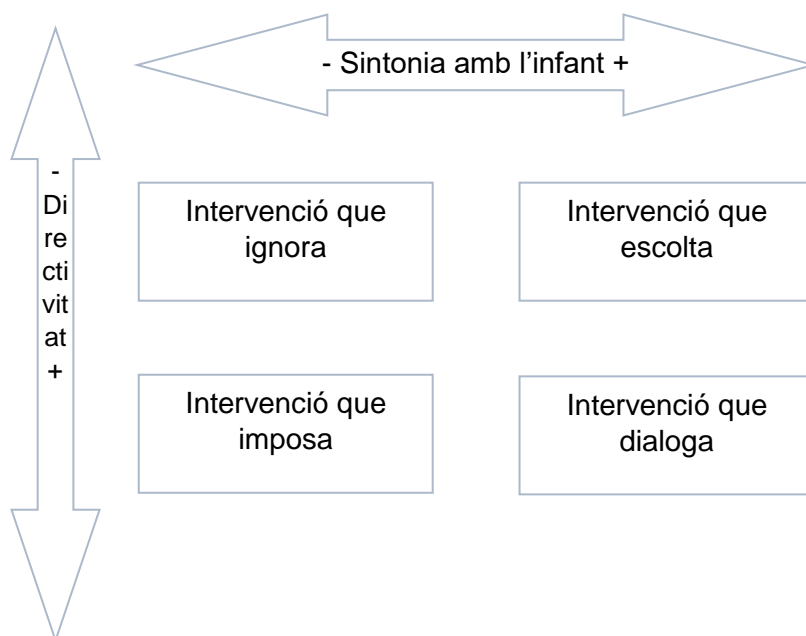 - Sintonia amb l’infant +
-
Di
re
cti
vit
at
+
Intervenció que
ignora
Intervenció que
escolta
Intervenció que
imposa
Intervenció que
dialoga